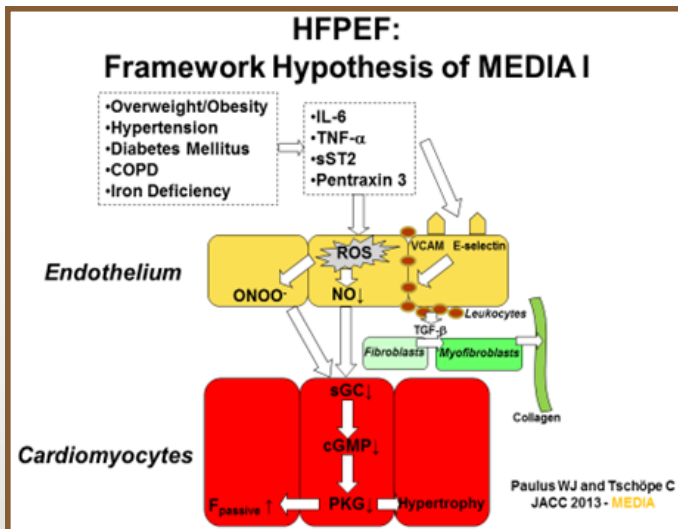 HFPEF:
Framework Hypothesis of MEDIA I
•Overweight/Obesity
•Hypertension
•Diabetes Mellitus
•COPD
•Iron Deficiency
•IL-6
•TNF-α
•sST2
•Pentraxin 3
VCAM E-selectin
Endothelium
ROS
ONOO-
NO↓
Leukocytes
TGF-β
Fibroblasts
Myofibroblasts
Collagen
sGC↓
Cardiomyocytes
cGMP↓
Fpassive ↑
PKG↓
Hypertrophy
Paulus WJ and Tschöpe C
JACC 2013 - MEDIA